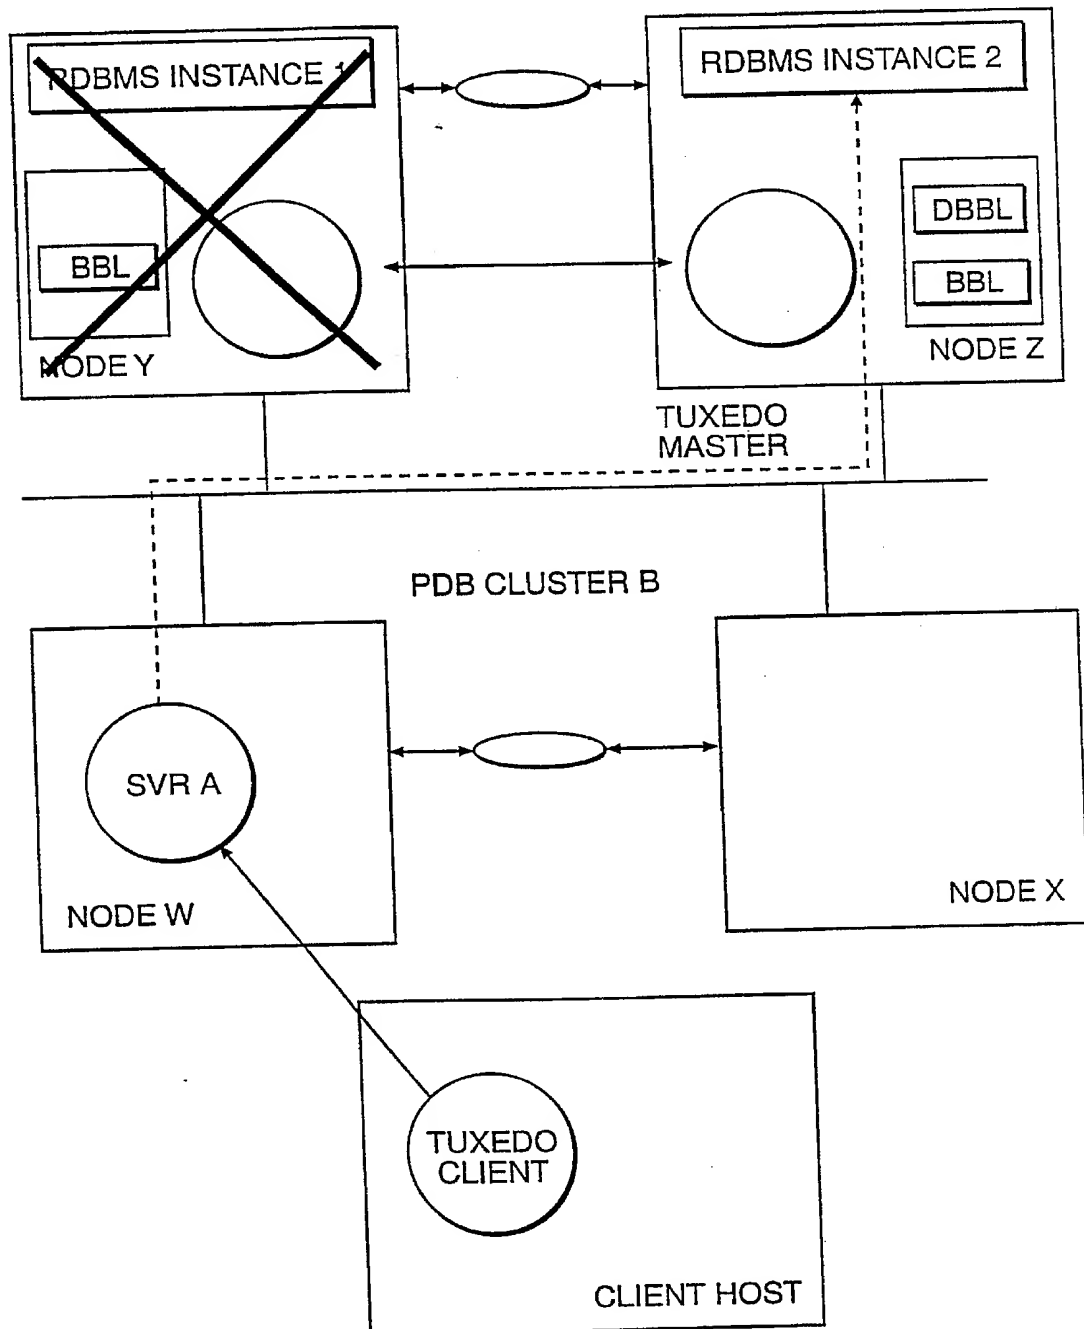 RDBMS INSTANCE 1
RDBMS INSTANCE 2
DBBL
BBL
BBL
NODE Y
NODE Z
TUXEDO
MASTER
PDB CLUSTER B
SVR A
NODE W
NODE X
TUXEDO
CLIENT
CLIENT HOST